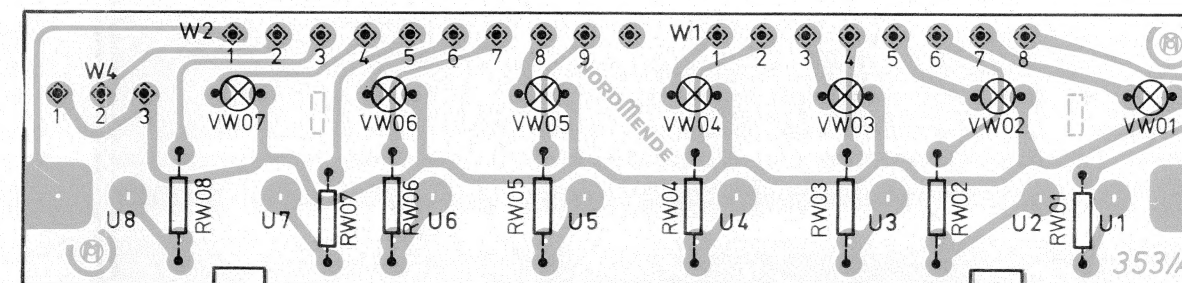 W2 W1
1 2 3 4 5 6 7 8 9 1 2 3 4 5 6 7 8
W4
1 2 3
VW07 VW06 VW05 VW04 VW03 VW02 VW01
NORDMENDE
RW08 RW07 RW06 RW05 RW04 RW03 RW02 RW01
U8 U7 U6 U5 U4 U3 U2 U1
M
M
353/A